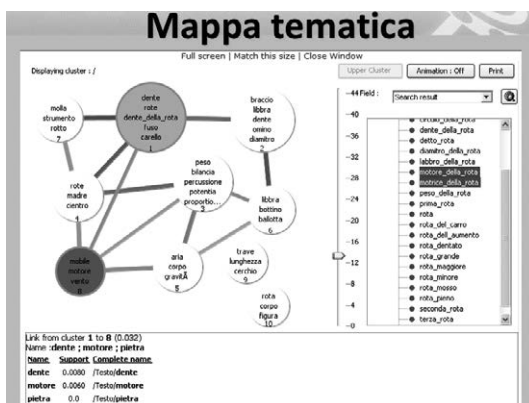 Mappa tematica
Full screen | Match this size | Close Window
Displaying cluster : /
Upper Cluster
Animation : Off
Print
molla
strumento
rotto
7
dente
rote
dente_della_rota
fuso
carello
1
braccio
libbra
dente
omino
diamitro
2
rote
madre
cientro
4
peso
bilancia
percussione
potentia
proportio...
3
libbra
bottino
ballotta
6
mobile
motore
vento
8
aria
corpo
gravitÃ
5
trave
lunghezza
cerchio
9
rota
corpo
figura
10
-44
-40
-36
-32
-28
-24
-20
-16
-12
-8
-4
-0
Field :
Search result
circulo_della_rota
dente_della_rota
detto_rota
diamitro_della_rota
labbro_della_rota
motore_della_rota
motrice_della_rota
peso_della_rota
prima_rota
rota
rota_del_carro
rota_dell_aumento
rota_dentato
rota_grande
rota_maggiore
rota_minore
rota_mosso
rota_pinno
seconda_rota
terza_rota
Link from cluster 1 to 8 (0.032)
Name :dente ; motore ; pietra
Name Support Complete name
dente 0.0080 /Testo/dente
motore 0.0060 /Testo/motore
pietra 0.0 /Testo/pietra